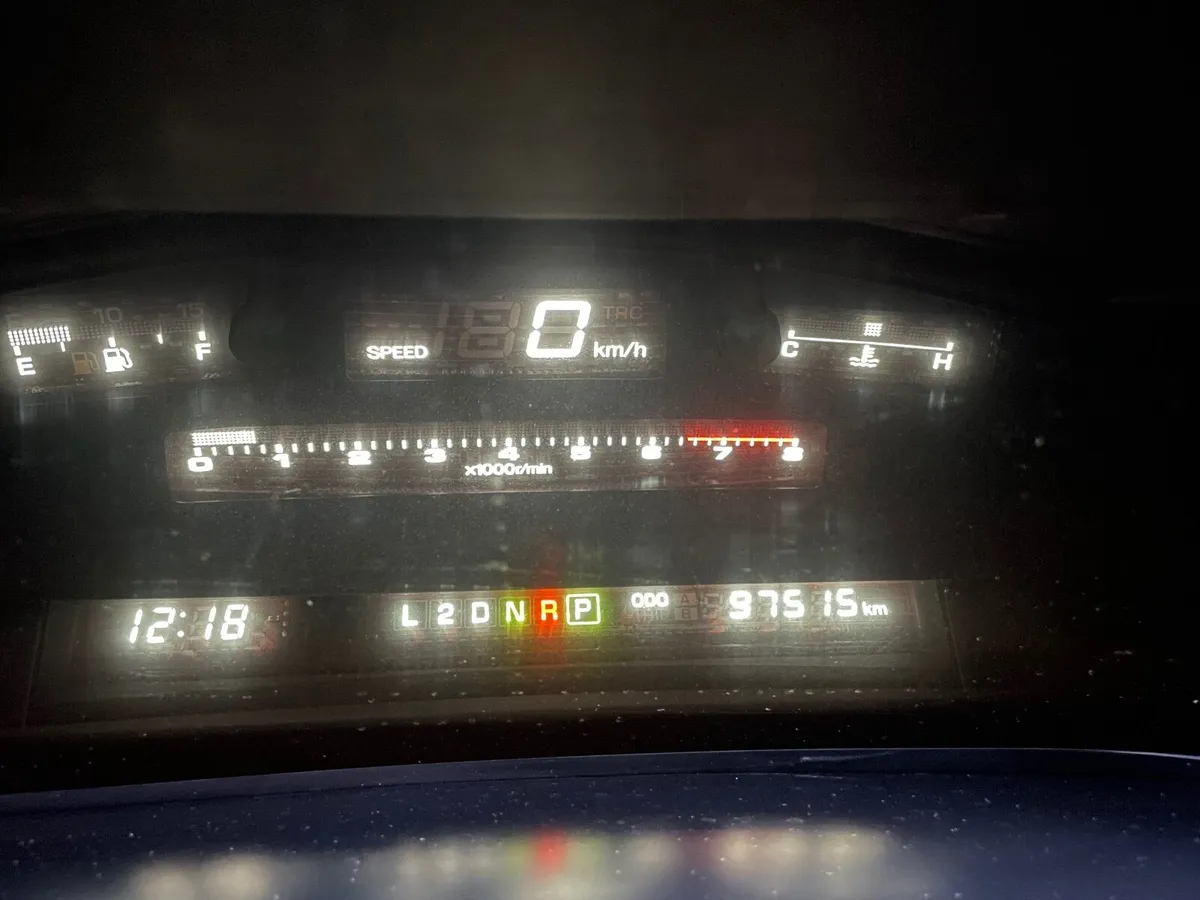 10 15
E F
SPEED 0 km/h
TRC
C H
0 1 2 3 4 5 6 7 8
x1000r/min
12:18
L 2 D N R P
ODO 97515 km